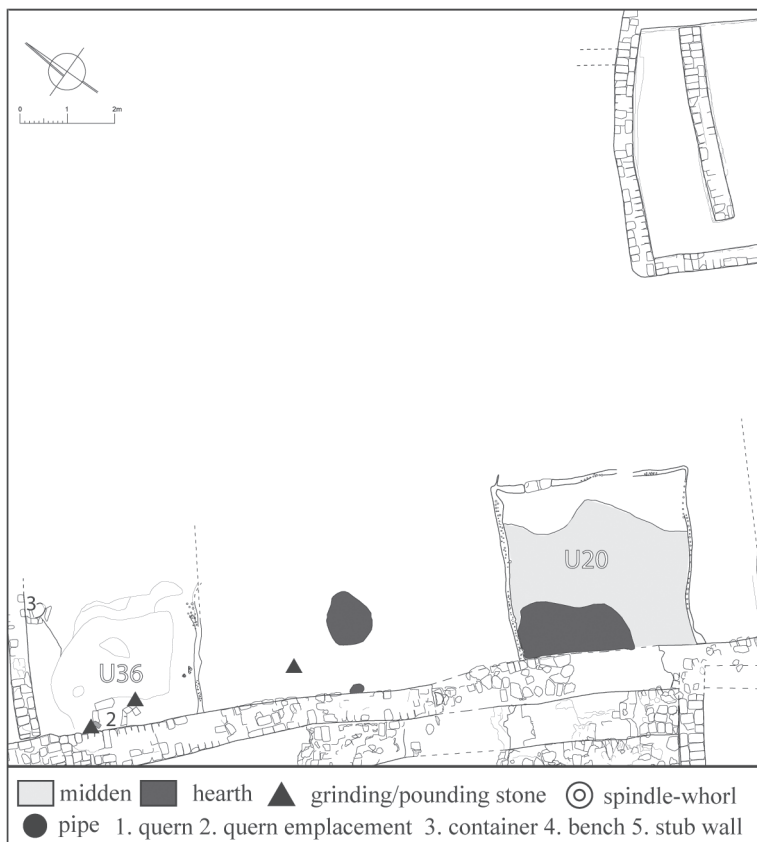 0 1 2m
U20
3
U36
2
midden hearth grinding/pounding stone spindle-whorl
pipe 1. quern 2. quern emplacement 3. container 4. bench 5. stub wall